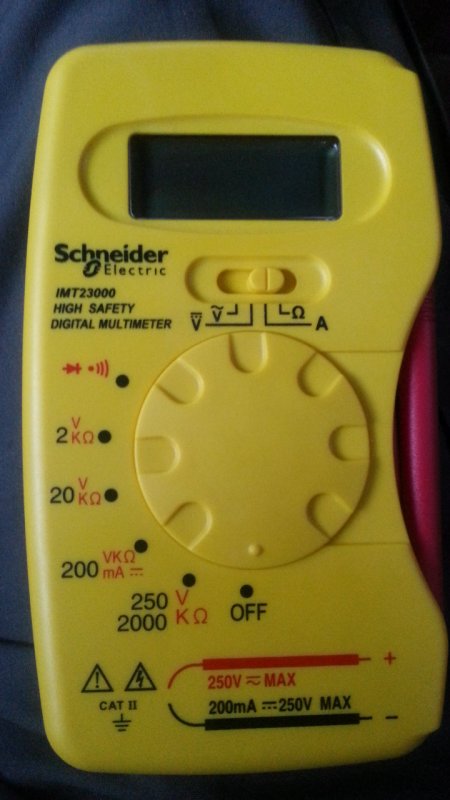 Schneider
Electric
IMT23000
HIGH SAFETY
DIGITAL MULTIMETER
V V Ω A
2 V KΩ
20 V KΩ
200 VKΩ mA
250 V
2000 KΩ
OFF
CAT II
250V ≂ MAX
+
200mA ⎓ 250V MAX
−